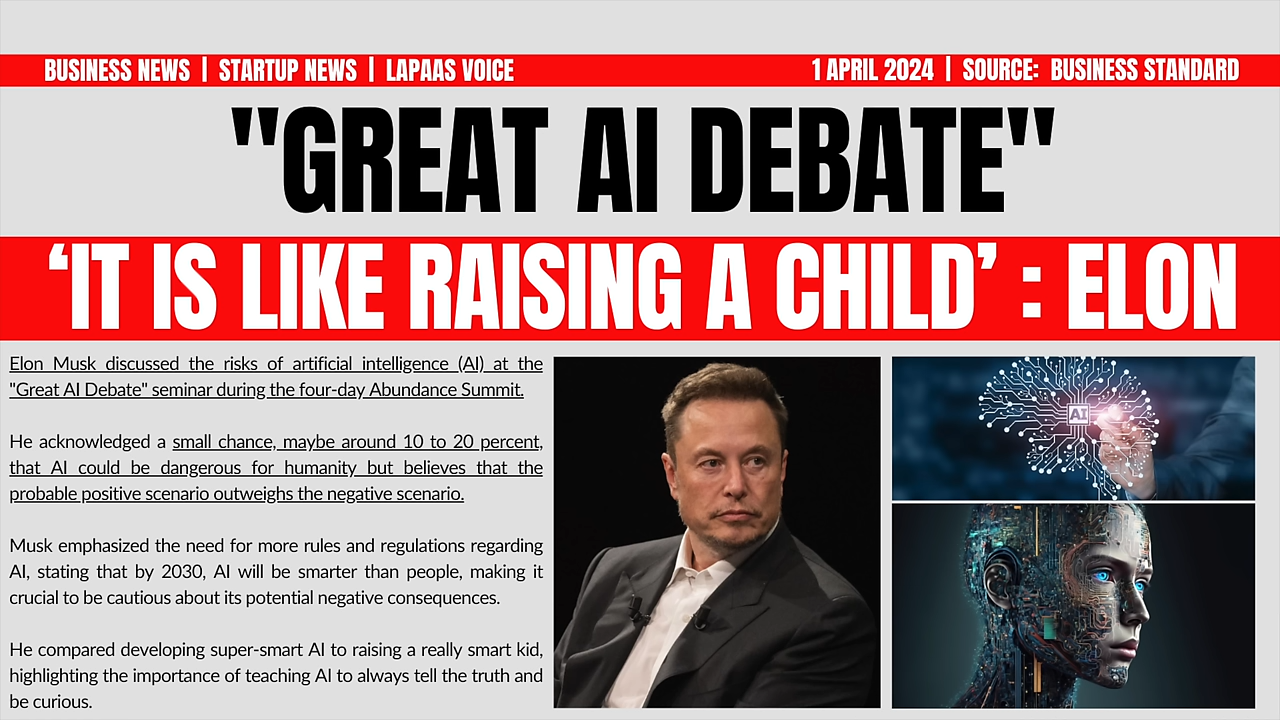 BUSINESS NEWS | STARTUP NEWS | LAPAAS VOICE
1 APRIL 2024 | SOURCE: BUSINESS STANDARD
"GREAT AI DEBATE"
‘IT IS LIKE RAISING A CHILD’ : ELON
Elon Musk discussed the risks of artificial intelligence (AI) at the
"Great AI Debate" seminar during the four-day Abundance Summit.
He acknowledged a small chance, maybe around 10 to 20 percent,
that AI could be dangerous for humanity but believes that the
probable positive scenario outweighs the negative scenario.
Musk emphasized the need for more rules and regulations regarding
AI, stating that by 2030, AI will be smarter than people, making it
crucial to be cautious about its potential negative consequences.
He compared developing super-smart AI to raising a really smart kid,
highlighting the importance of teaching AI to always tell the truth and
be curious.
AI